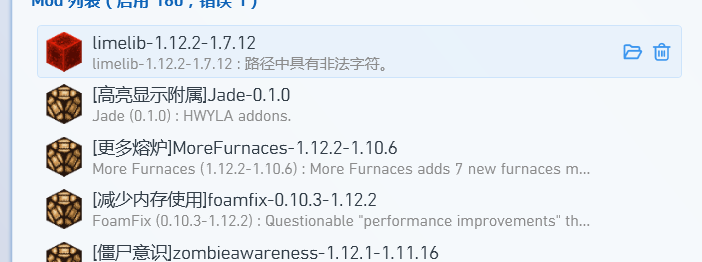 Mod 列表（启用 160，错误 1）
limelib-1.12.2-1.7.12
limelib-1.12.2-1.7.12 : 路径中具有非法字符。
[高亮显示附属]Jade-0.1.0
Jade (0.1.0) : HWYLA addons.
[更多熔炉]MoreFurnaces-1.12.2-1.10.6
More Furnaces (1.12.2-1.10.6) : More Furnaces adds 7 new furnaces m...
[减少内存使用]foamfix-0.10.3-1.12.2
FoamFix (0.10.3-1.12.2) : Questionable "performance improvements" th...
[僵尸意识]zombieawareness-1.12.1-1.11.16